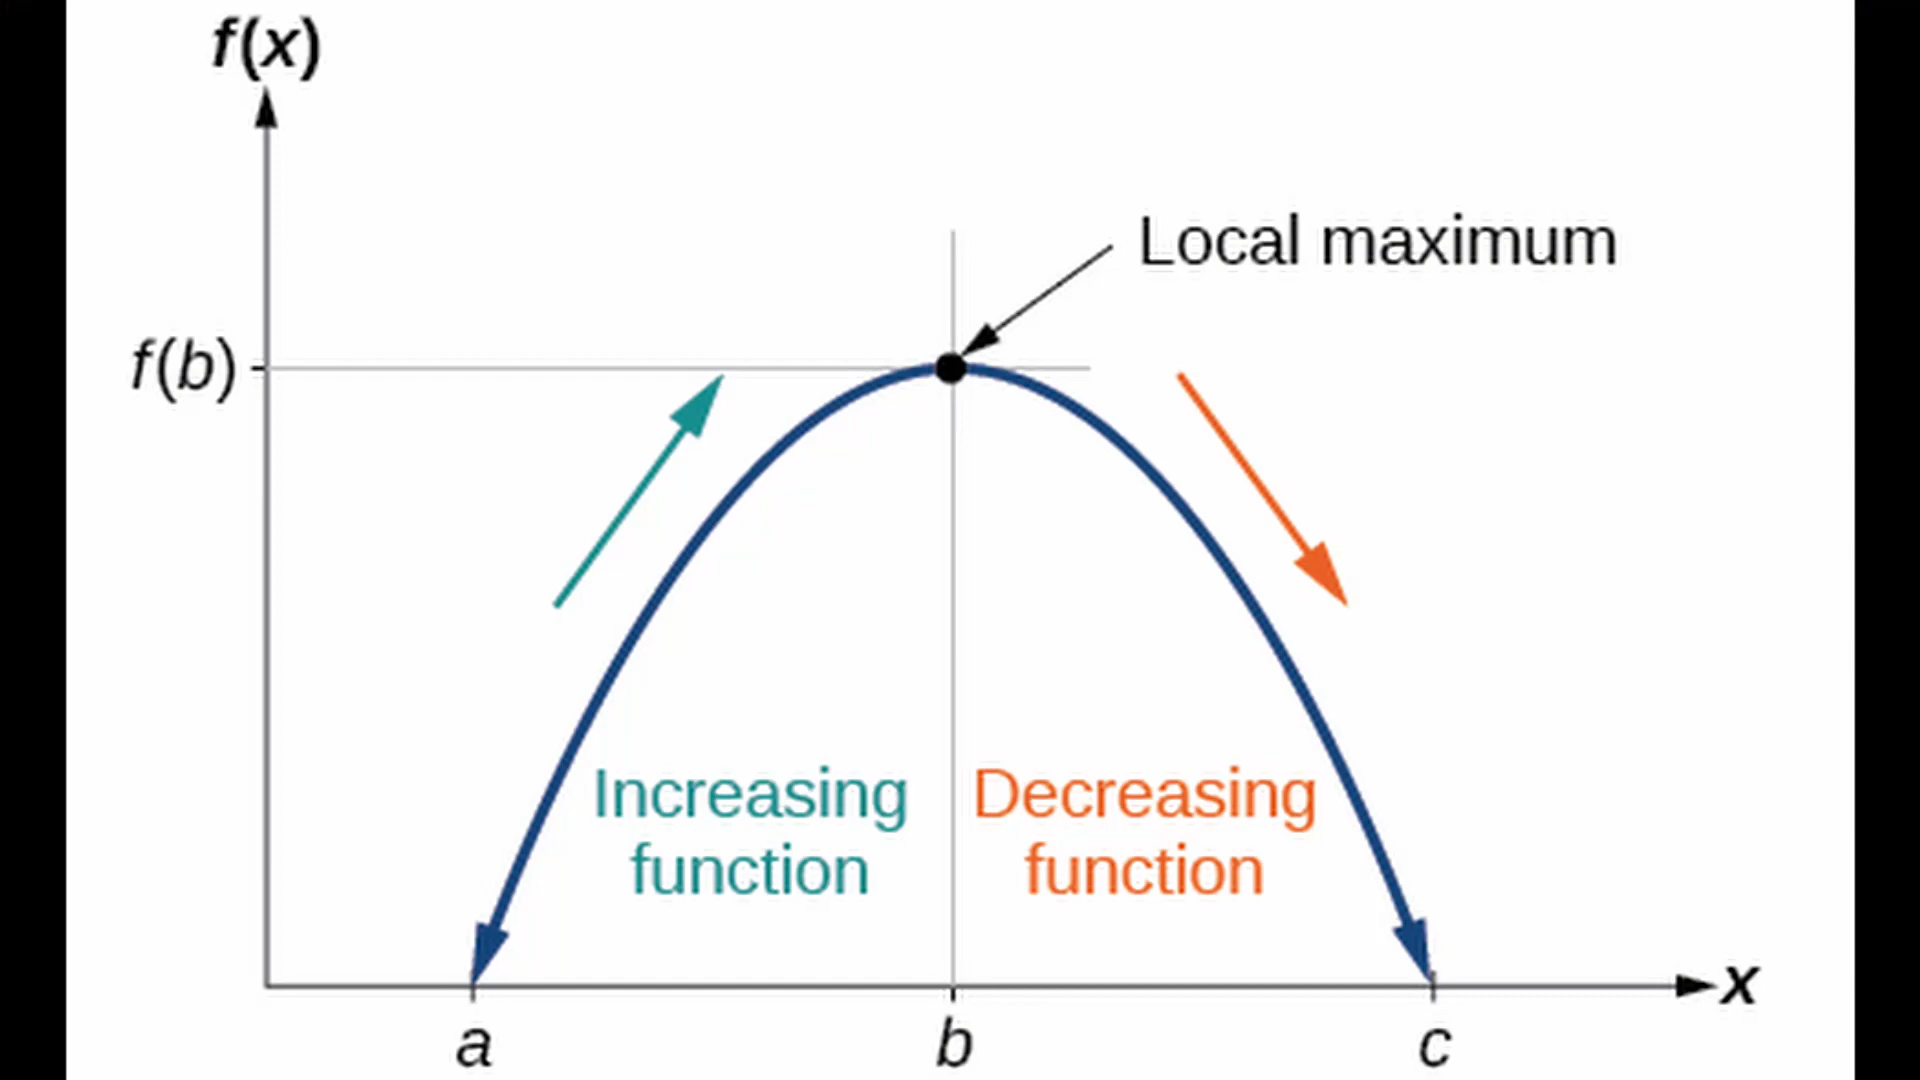 f(x)
Local maximum
f(b)
Increasing
function
Decreasing
function
x
a
b
c